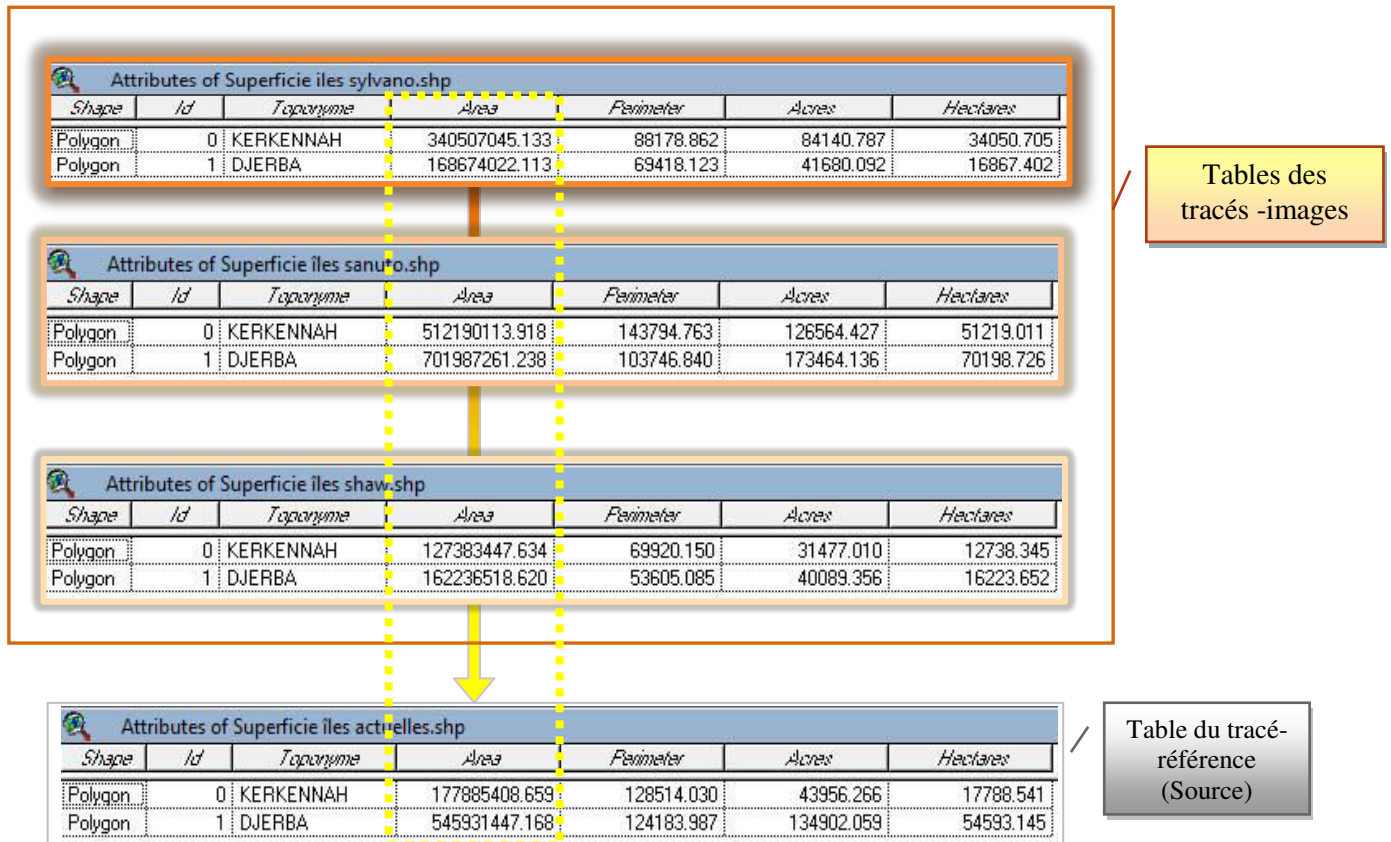 Attributes of Superficie iles sylvano.shp
Shape Id Toponyme Area Perimeter Acres Hectares
Polygon 0 KERKENNAH 340507045.133 88178.862 84140.787 34050.705
Polygon 1 DJERBA 168674022.113 69418.123 41680.092 16867.402
Tables des
tracés -images
Attributes of Superficie îles sanuto.shp
Shape Id Toponyme Area Perimeter Acres Hectares
Polygon 0 KERKENNAH 512190113.918 143794.763 126564.427 51219.011
Polygon 1 DJERBA 701987261.238 103746.840 173464.136 70198.726
Attributes of Superficie îles shaw.shp
Shape Id Toponyme Area Perimeter Acres Hectares
Polygon 0 KERKENNAH 127383447.634 69920.150 31477.010 12738.345
Polygon 1 DJERBA 162236518.620 53605.085 40089.356 16223.652
Attributes of Superficie îles actuelles.shp
Shape Id Toponyme Area Perimeter Acres Hectares
Polygon 0 KERKENNAH 177885408.659 128514.030 43956.266 17788.541
Polygon 1 DJERBA 545931447.168 124183.987 134902.059 54593.145
Table du tracé-
référence
(Source)